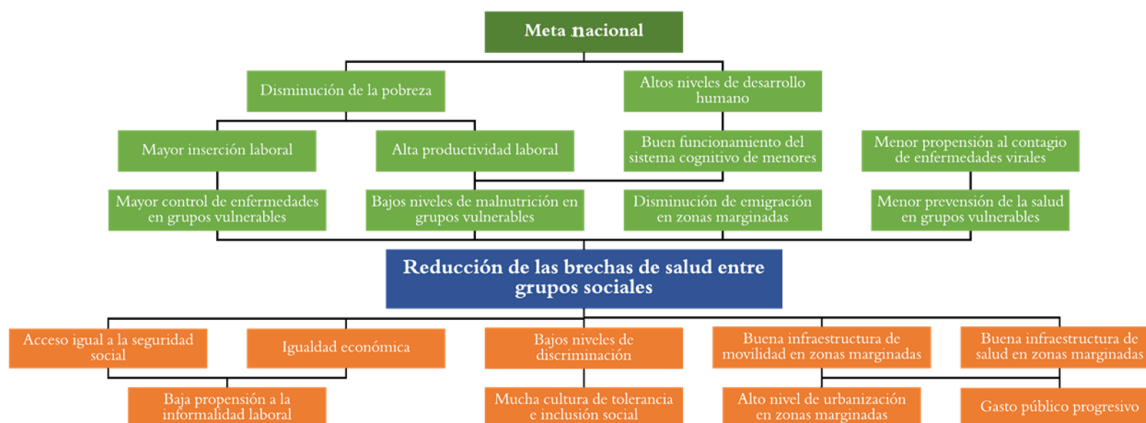 Meta nacional
Disminución de la pobreza
Altos niveles de desarrollo
humano
Mayor inserción laboral
Alta productividad laboral
Buen funcionamiento del
sistema cognitivo de menores
Menor propensión al contagio
de enfermedades virales
Mayor control de enfermedades
en grupos vulnerables
Bajos niveles de malnutrición en
grupos vulnerables
Disminución de emigración
en zonas marginadas
Menor prevención de la salud
en grupos vulnerables
Reducción de las brechas de salud entre
grupos sociales
Acceso igual a la seguridad
social
Igualdad económica
Bajos niveles de
discriminación
Buena infraestructura de
movilidad en zonas marginadas
Buena infraestructura de
salud en zonas marginadas
Baja propensión a la
informalidad laboral
Mucha cultura de tolerancia
e inclusión social
Alto nivel de urbanización
en zonas marginadas
Gasto público progresivo